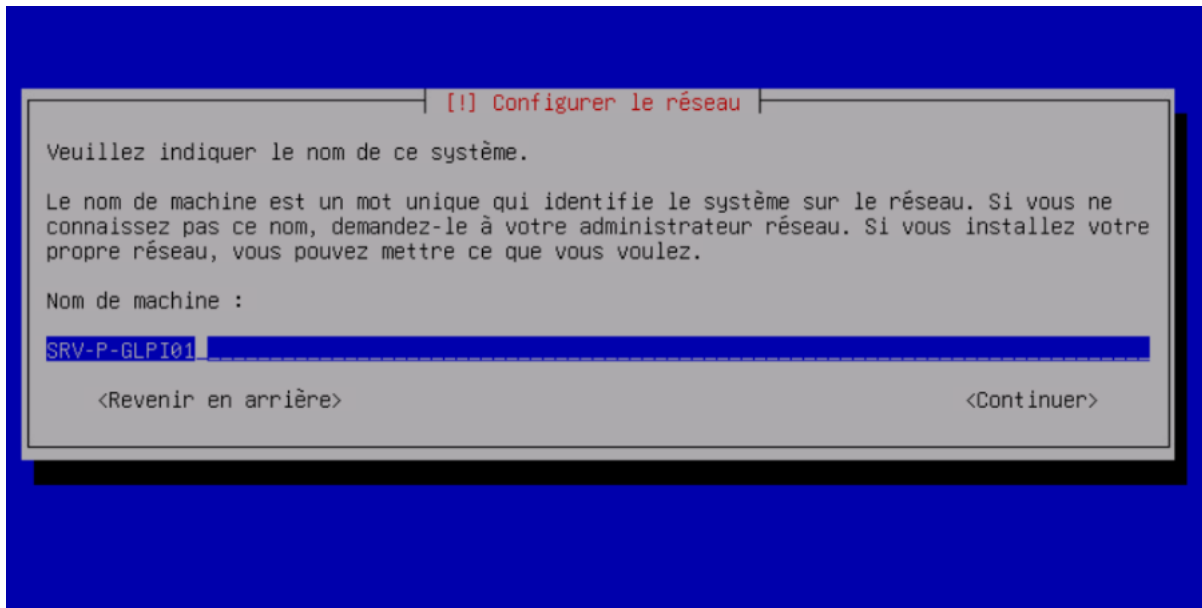 [!] Configurer le réseau
Veuillez indiquer le nom de ce système.
Le nom de machine est un mot unique qui identifie le système sur le réseau. Si vous ne
connaissez pas ce nom, demandez-le à votre administrateur réseau. Si vous installez votre
propre réseau, vous pouvez mettre ce que vous voulez.
Nom de machine :
SRV-P-GLPI01
<Revenir en arrière> <Continuer>